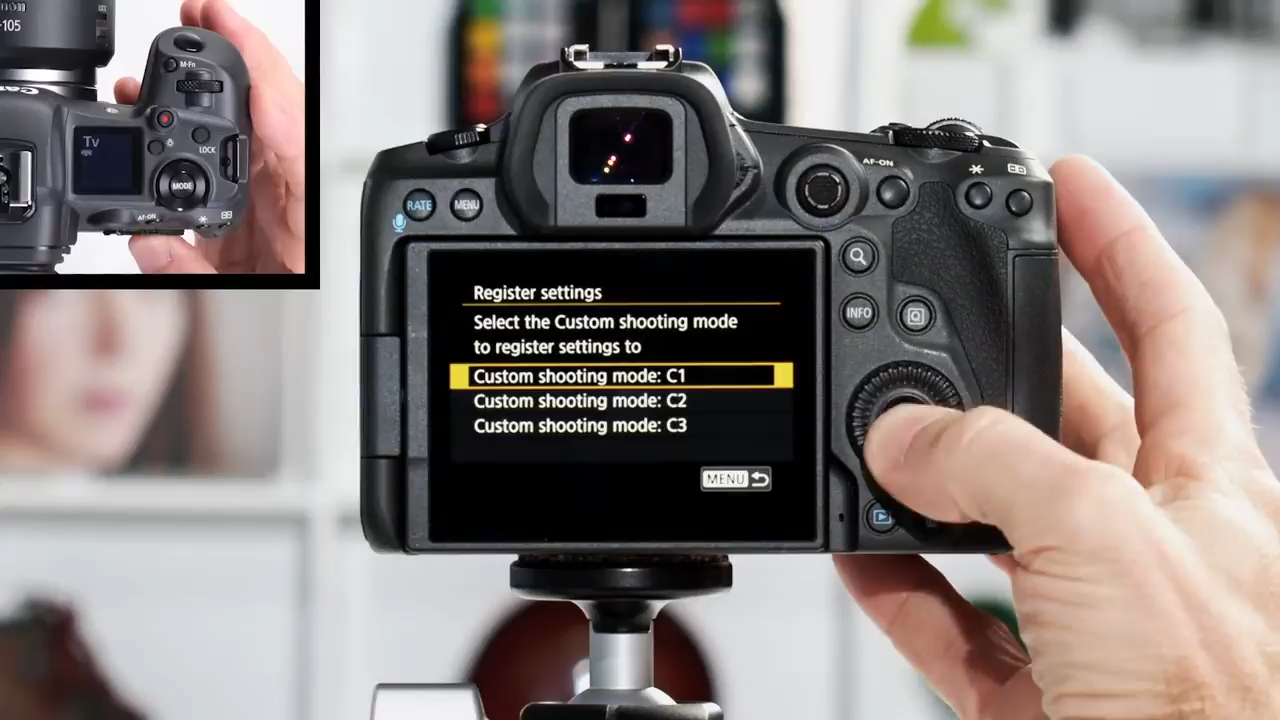 -105
M-Fn
Canon
Tv
LOCK
MODE
AF-ON
RATE
MENU
AF-ON
INFO
Q
Register settings
Select the Custom shooting mode
to register settings to
Custom shooting mode: C1
Custom shooting mode: C2
Custom shooting mode: C3
MENU